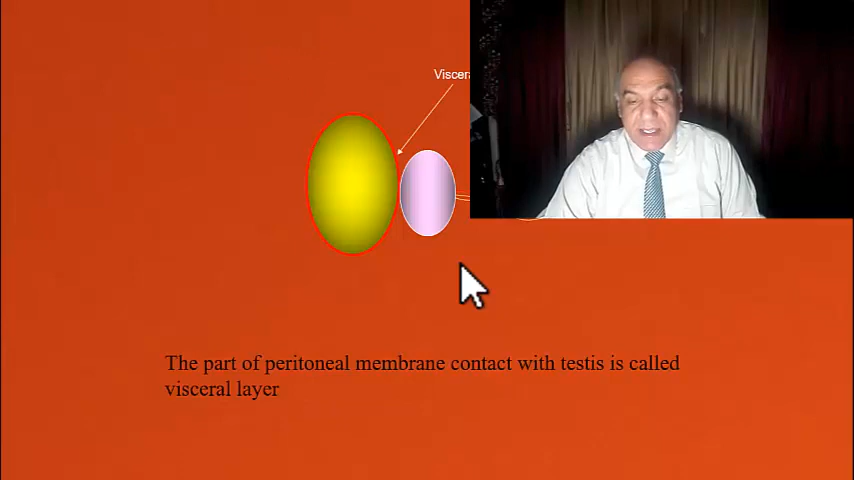 The part of peritoneal membrane contact with testis is called
visceral layer